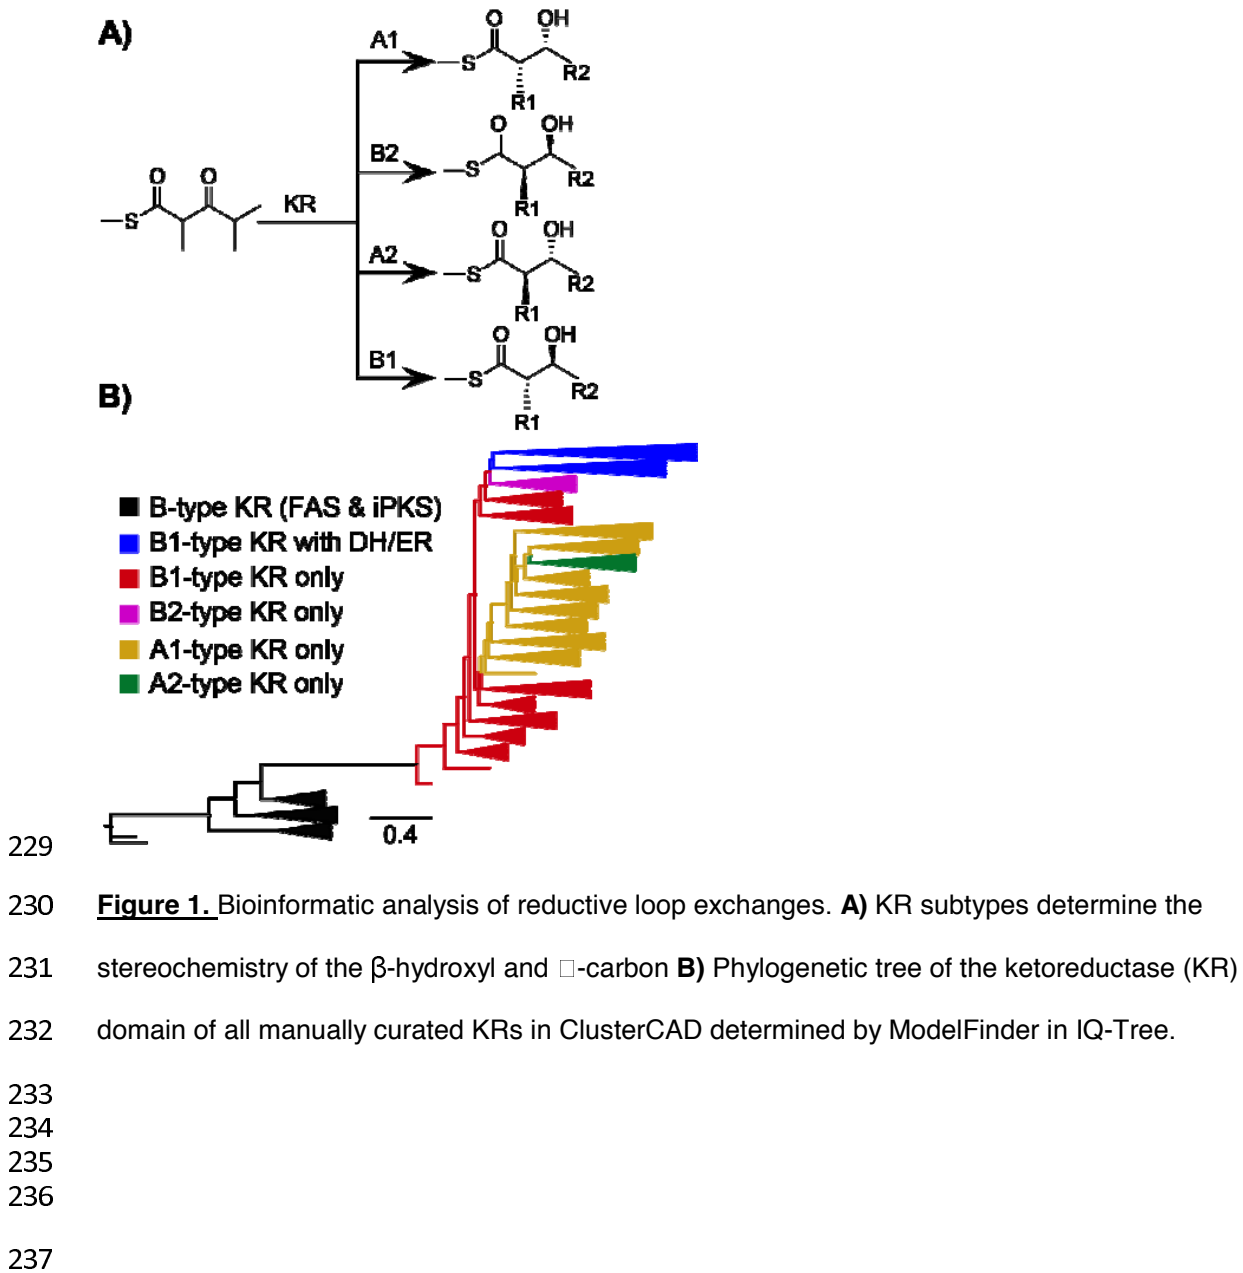 A)
O OH
A1
S
R2
R1
O OH
B2
S
R2
R1
O O
S
KR
O OH
A2
S
R2
R1
O OH
B1
S
R2
R1
B)
B-type KR (FAS & iPKS)
B1-type KR with DH/ER
B1-type KR only
B2-type KR only
A1-type KR only
A2-type KR only
0.4
229
230 Figure 1. Bioinformatic analysis of reductive loop exchanges. A) KR subtypes determine the
231 stereochemistry of the β-hydroxyl and □-carbon B) Phylogenetic tree of the ketoreductase (KR)
232 domain of all manually curated KRs in ClusterCAD determined by ModelFinder in IQ-Tree.
233
234
235
236
237